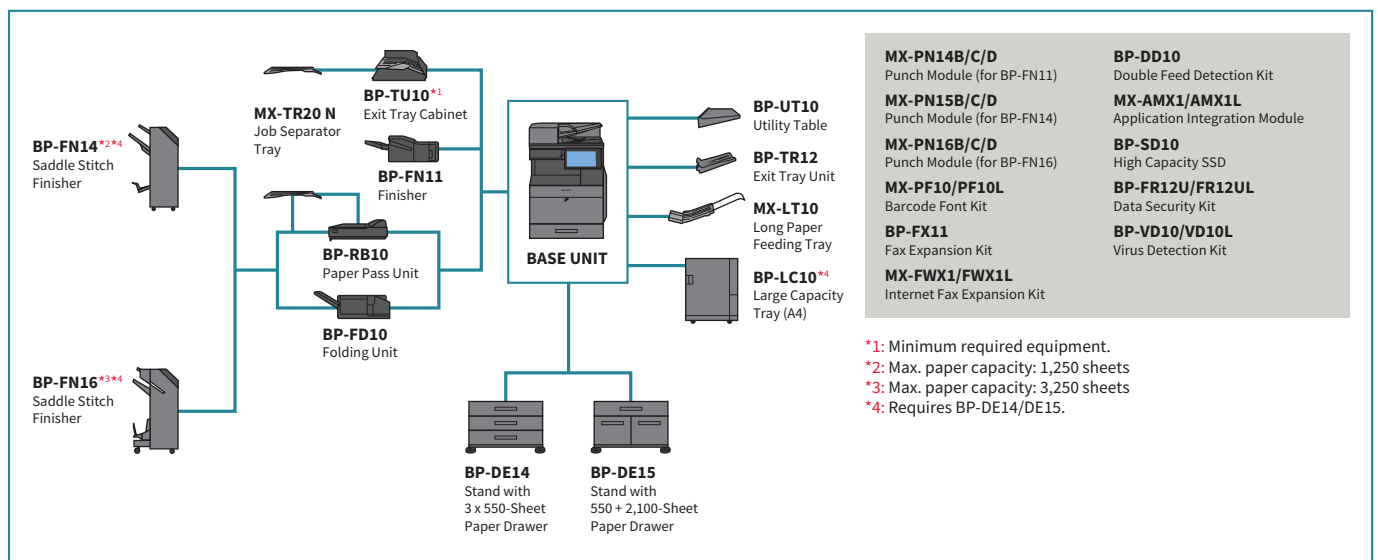 MX-TR20 N
Job Separator
Tray
BP-TU10*1
Exit Tray Cabinet
BP-FN11
Finisher
BP-FN14*2*4
Saddle Stitch
Finisher
BP-RB10
Paper Pass Unit
BP-FD10
Folding Unit
BP-FN16*3*4
Saddle Stitch
Finisher
BASE UNIT
BP-UT10
Utility Table
BP-TR12
Exit Tray Unit
MX-LT10
Long Paper
Feeding Tray
BP-LC10*4
Large Capacity
Tray (A4)
BP-DE14
Stand with
3 x 550-Sheet
Paper Drawer
BP-DE15
Stand with
550 + 2,100-Sheet
Paper Drawer
MX-PN14B/C/D
Punch Module (for BP-FN11)
MX-PN15B/C/D
Punch Module (for BP-FN14)
MX-PN16B/C/D
Punch Module (for BP-FN16)
MX-PF10/PF10L
Barcode Font Kit
BP-FX11
Fax Expansion Kit
MX-FWX1/FWX1L
Internet Fax Expansion Kit
BP-DD10
Double Feed Detection Kit
MX-AMX1/AMX1L
Application Integration Module
BP-SD10
High Capacity SSD
BP-FR12U/FR12UL
Data Security Kit
BP-VD10/VD10L
Virus Detection Kit
*1: Minimum required equipment.
*2: Max. paper capacity: 1,250 sheets
*3: Max. paper capacity: 3,250 sheets
*4: Requires BP-DE14/DE15.